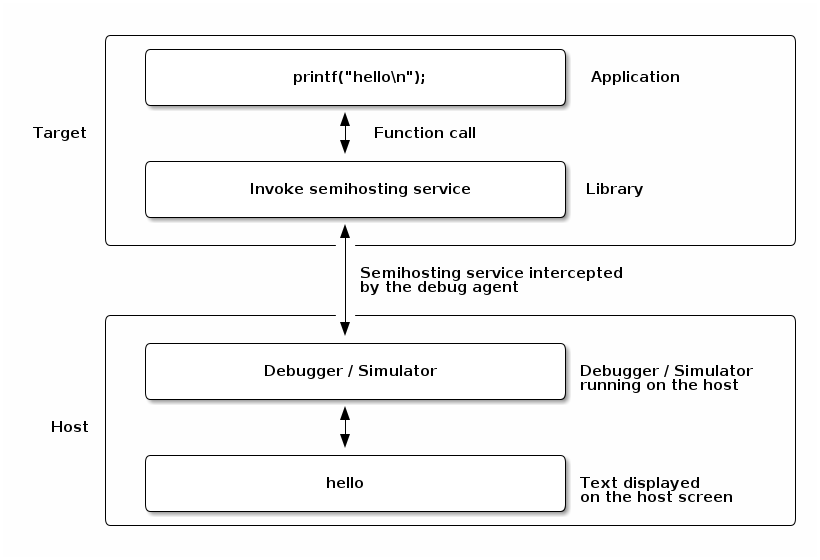 printf("hello\n");
Application
Target
Function call
Invoke semihosting service
Library
Semihosting service intercepted
by the debug agent
Debugger / Simulator
Debugger / Simulator
running on the host
Host
hello
Text displayed
on the host screen